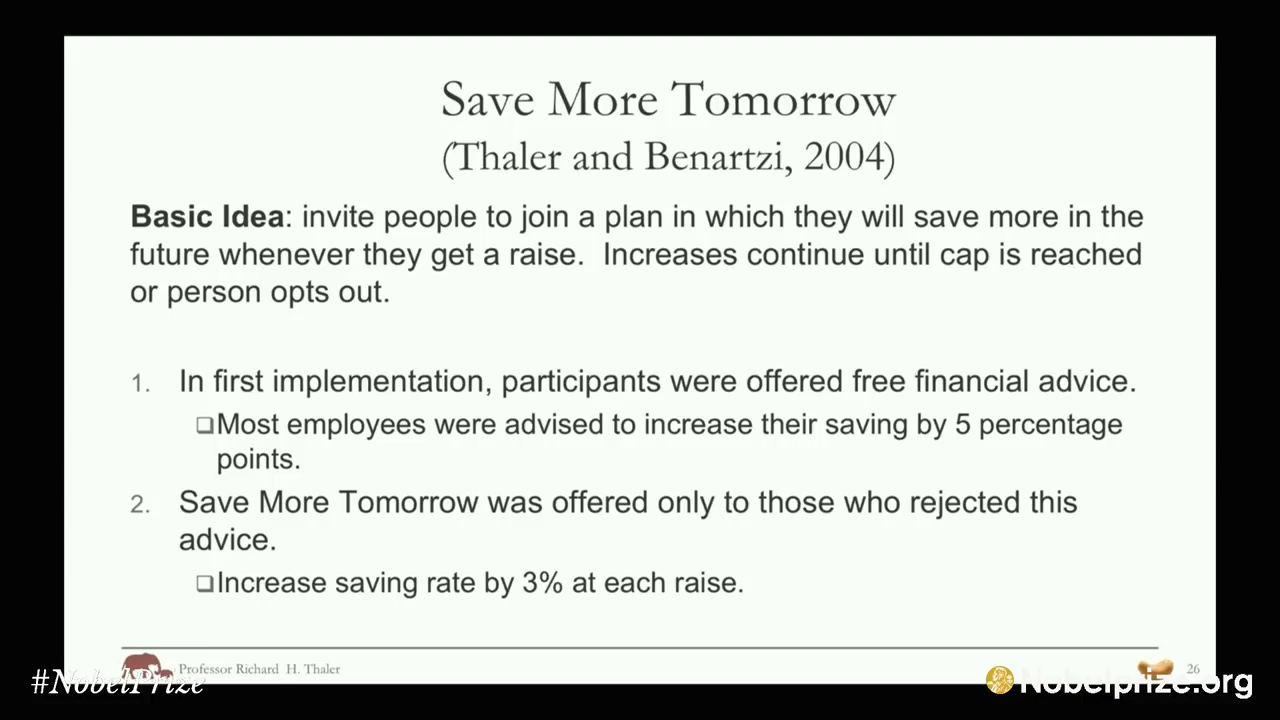 Save More Tomorrow
(Thaler and Benartzi, 2004)
Basic Idea: invite people to join a plan in which they will save more in the
future whenever they get a raise.  Increases continue until cap is reached
or person opts out.
1. In first implementation, participants were offered free financial advice.
❑Most employees were advised to increase their saving by 5 percentage
points.
2. Save More Tomorrow was offered only to those who rejected this
advice.
❑Increase saving rate by 3% at each raise.
Professor Richard H. Thaler
26
#NobelPrize
Nobelprize.org